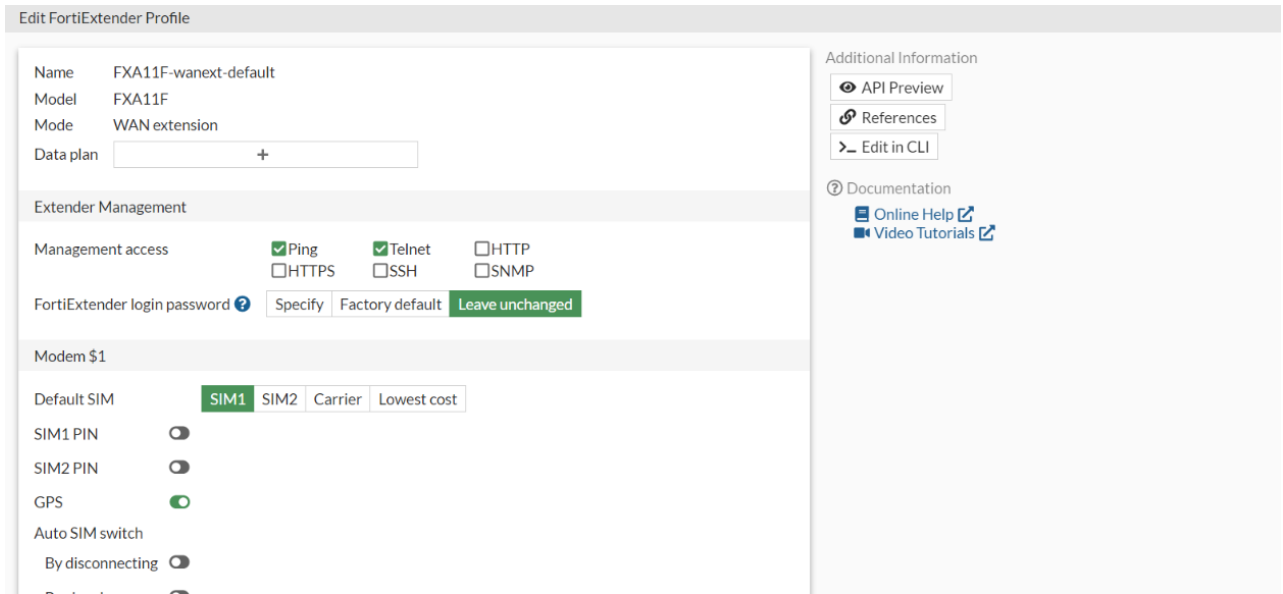 Edit FortiExtender Profile
Name FXA11F-wanext-default
Model FXA11F
Mode WAN extension
Data plan +
Extender Management
Management access Ping Telnet HTTP
HTTPS SSH SNMP
FortiExtender login password Specify Factory default Leave unchanged
Modem $1
Default SIM SIM1 SIM2 Carrier Lowest cost
SIM1 PIN
SIM2 PIN
GPS
Auto SIM switch
By disconnecting
Additional Information
API Preview
References
>_ Edit in CLI
Documentation
Online Help
Video Tutorials